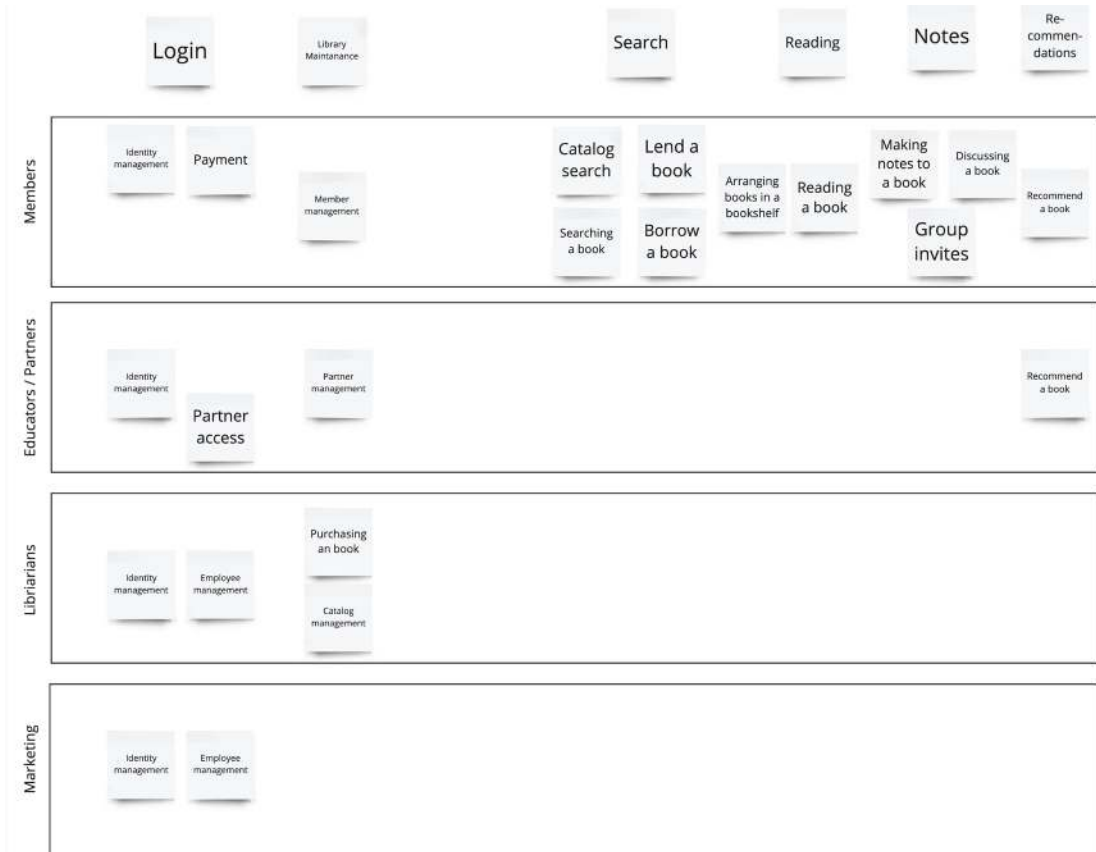 Login
Library
Maintanance
Search
Reading
Notes
Re-
commen-
dations
Members
Identity
management
Payment
Member
management
Catalog
search
Lend a
book
Searching
a book
Borrow
a book
Arranging
books in a
bookshelf
Reading
a book
Making
notes to
a book
Discussing
a book
Group
invites
Recommend
a book
Educators / Partners
Identity
management
Partner
access
Partner
management
Recommend
a book
Libriarians
Identity
management
Employee
management
Purchasing
an book
Catalog
management
Marketing
Identity
management
Employee
management